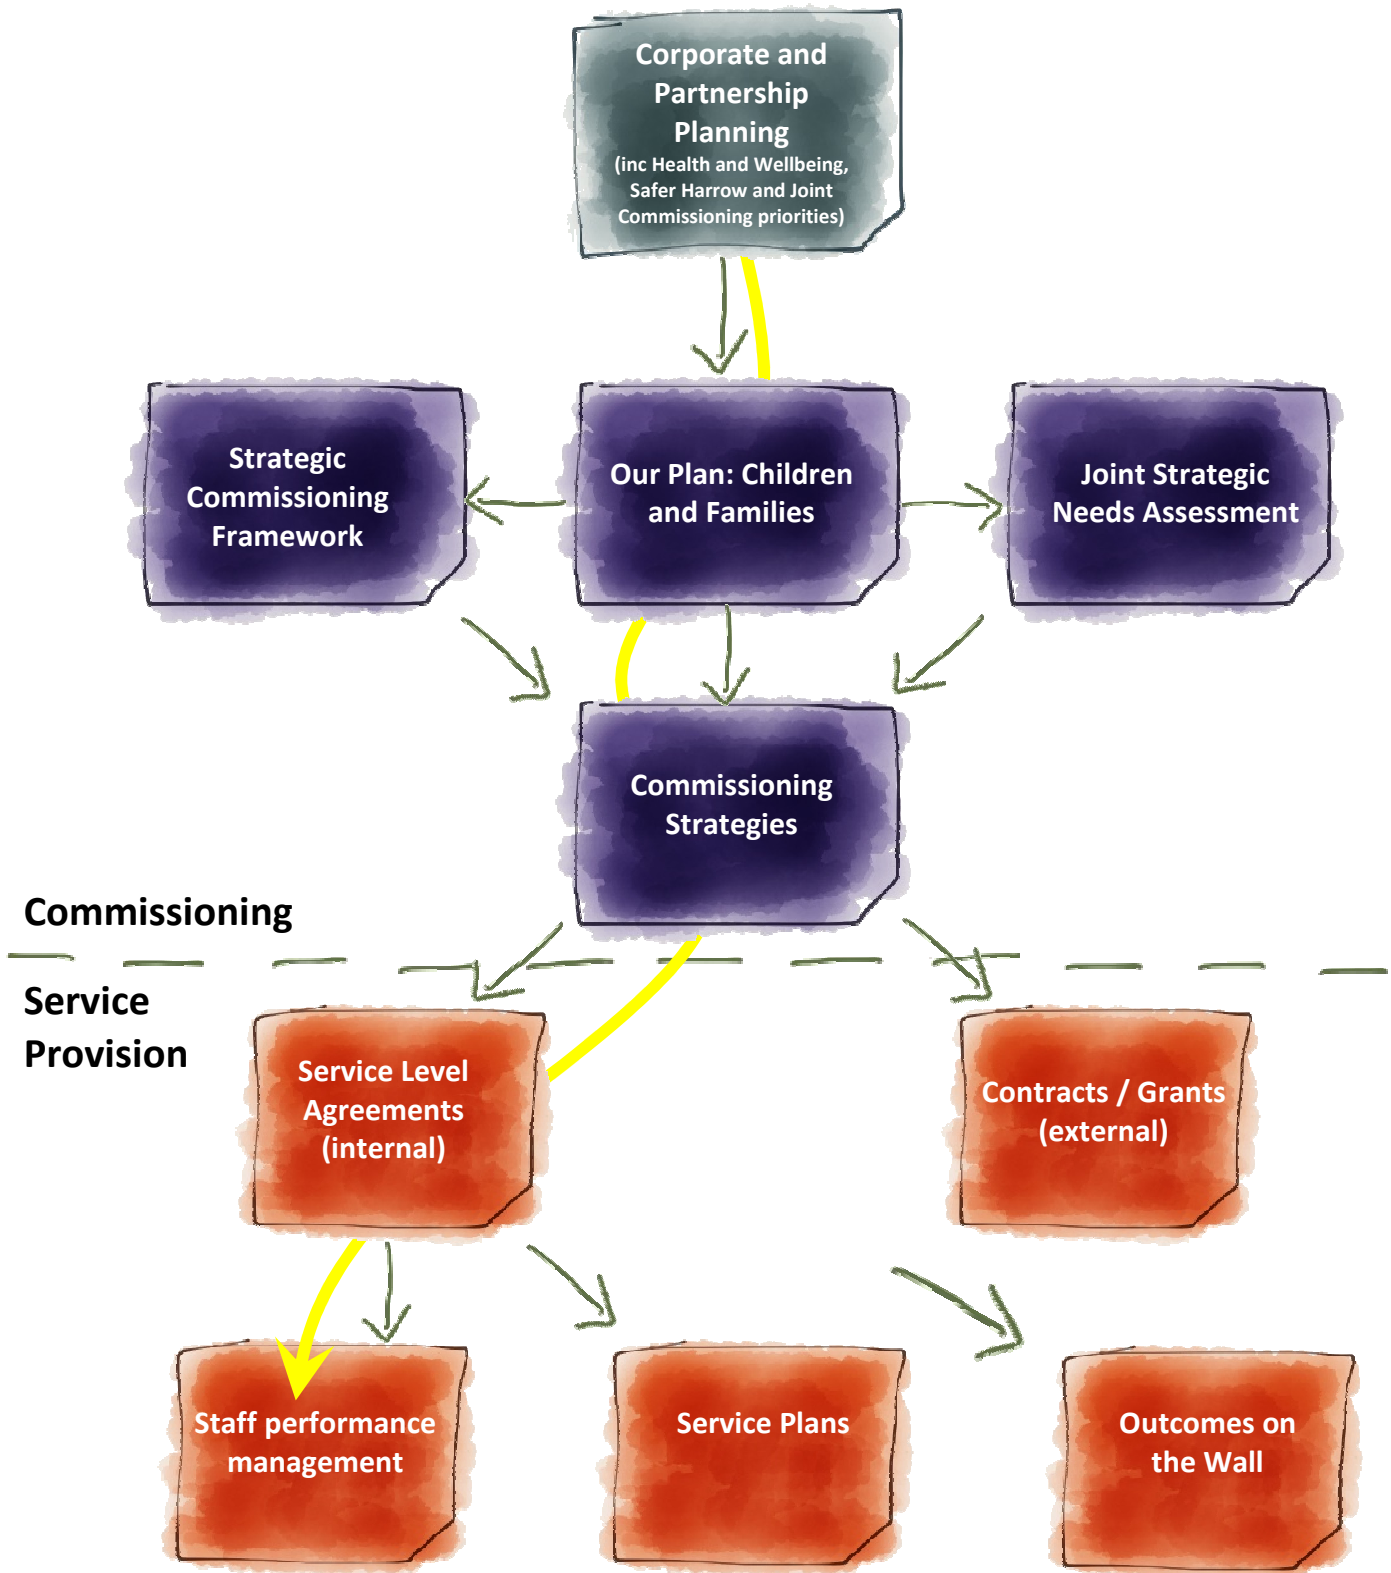 Corporate and
Partnership
Planning
(inc Health and Wellbeing,
Safer Harrow and Joint
Commissioning priorities)
Strategic
Commissioning
Framework
Our Plan: Children
and Families
Joint Strategic
Needs Assessment
Commissioning
Strategies
Commissioning
Service
Provision
Service Level
Agreements
(internal)
Contracts / Grants
(external)
Staff performance
management
Service Plans
Outcomes on
the Wall